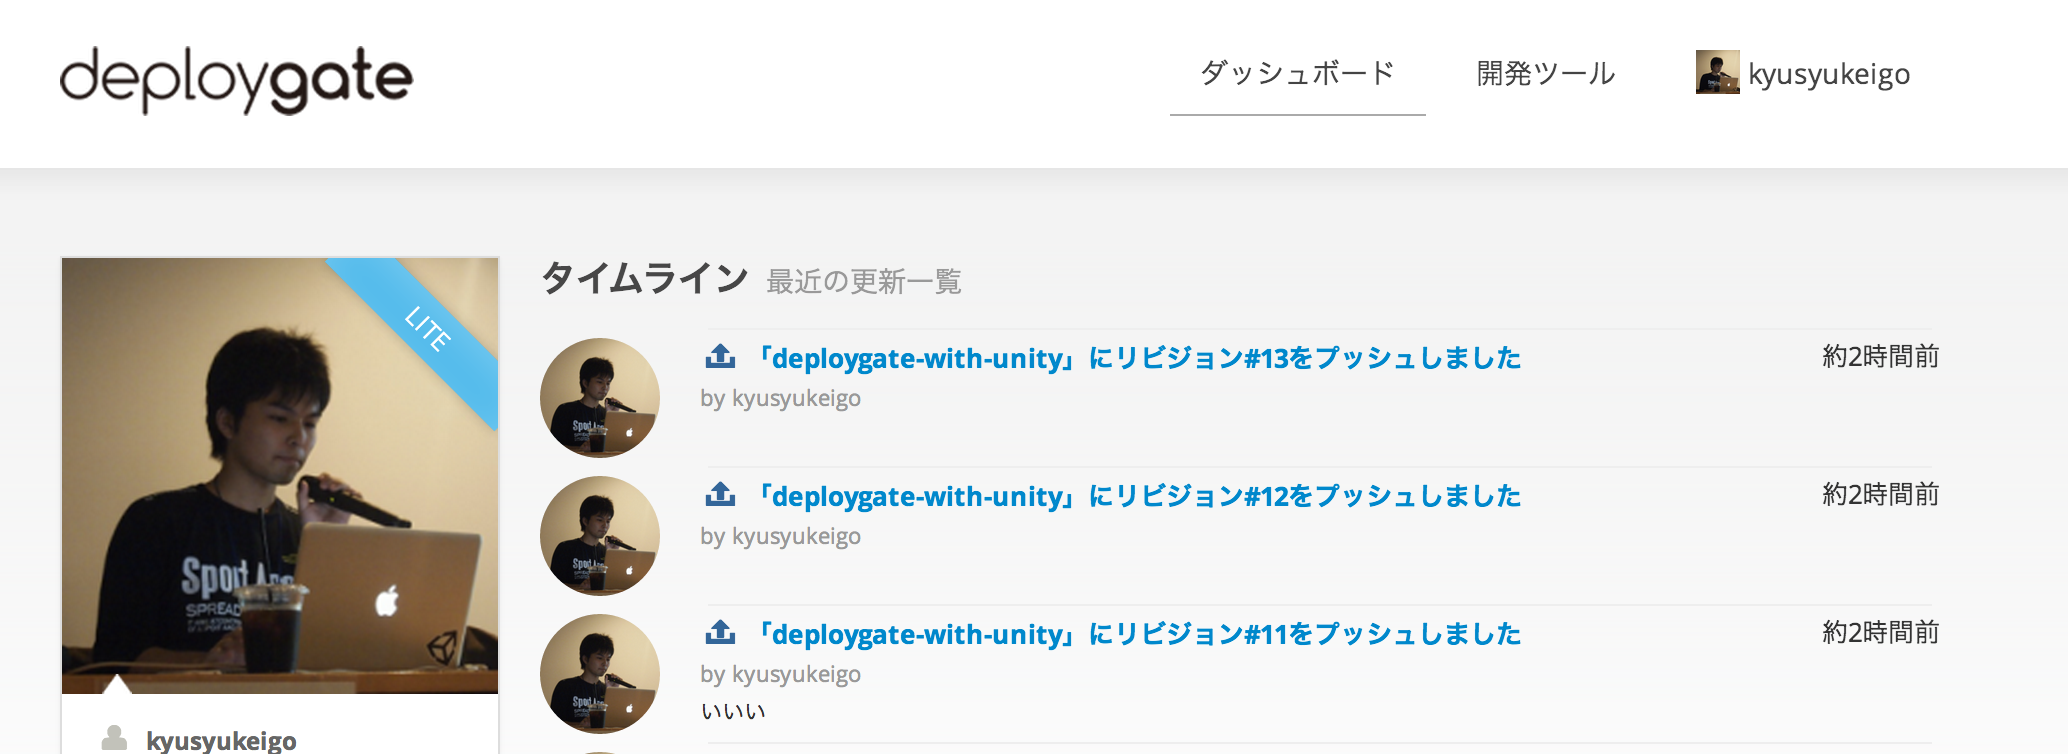 deploygate
ダッシュボード
開発ツール
kyusyukeigo
LITE
タイムライン 最近の更新一覧
「deploygate-with-unity」にリビジョン#13をプッシュしました
約2時間前
by kyusyukeigo
「deploygate-with-unity」にリビジョン#12をプッシュしました
約2時間前
by kyusyukeigo
「deploygate-with-unity」にリビジョン#11をプッシュしました
約2時間前
by kyusyukeigo
いいい
Sport
SPREAD
kyusyukeigo